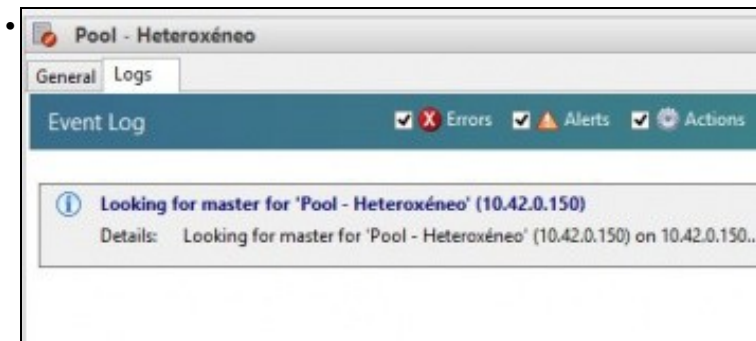 Pool - Heteroxéneo
General Logs
Event Log Errors Alerts Actions
Looking for master for 'Pool - Heteroxéneo' (10.42.0.150)
Details: Looking for master for 'Pool - Heteroxéneo' (10.42.0.150) on 10.42.0.150..